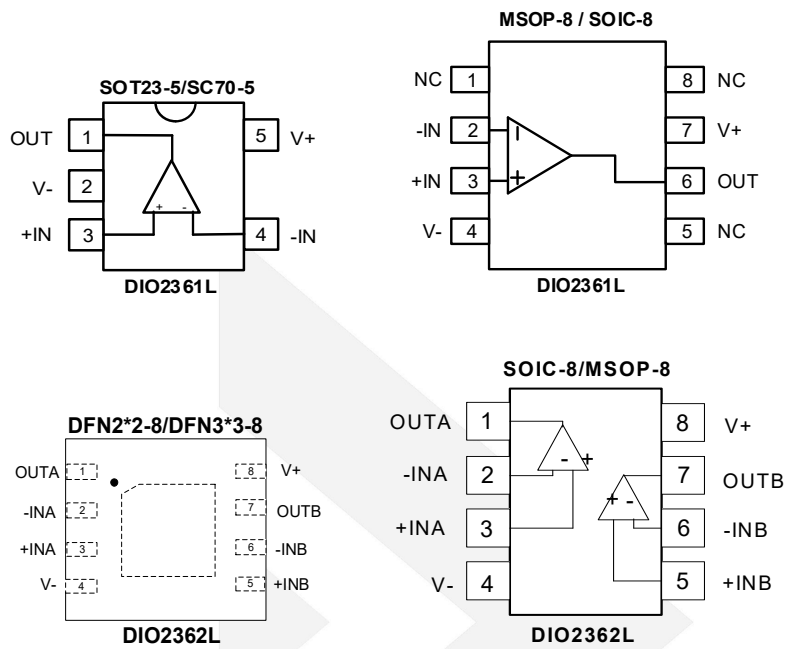 SOT23-5/SC70-5
OUT 1 5 V+
V- 2
+ -
+IN 3 4 -IN
DIO2361L
MSOP-8 / SOIC-8
NC 1 8 NC
-IN 2 - 7 V+
+IN 3 + 6 OUT
V- 4 5 NC
DIO2361L
DFN2*2-8/DFN3*3-8
OUTA 1 8 V+
-INA 2 7 OUTB
+INA 3 6 -INB
V- 4 5 +INB
DIO2362L
SOIC-8/MSOP-8
OUTA 1 8 V+
-INA 2 - + 7 OUTB
+INA 3 + - 6 -INB
V- 4 5 +INB
DIO2362L